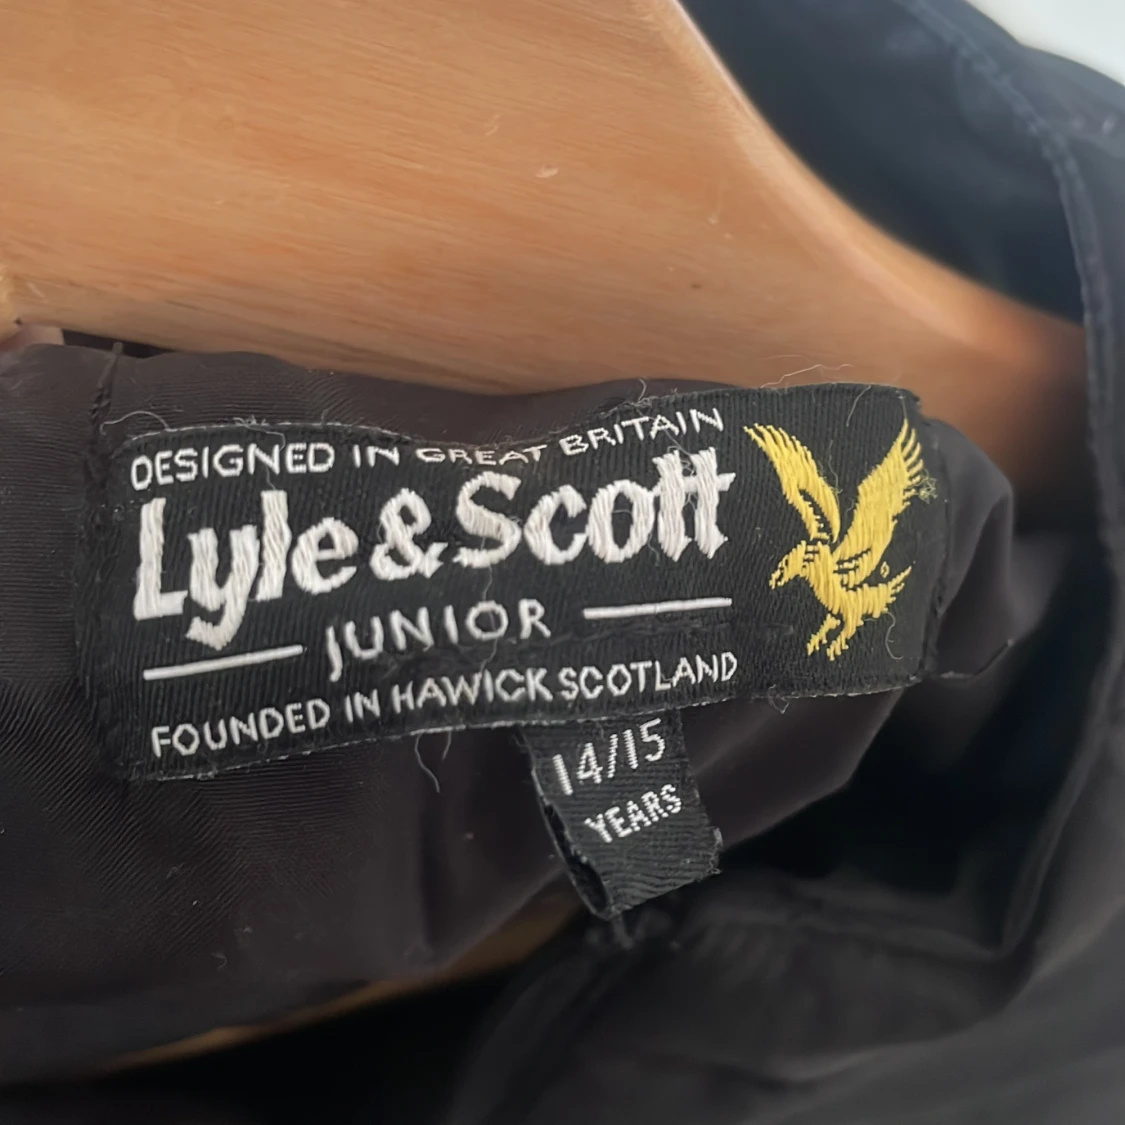 DESIGNED IN GREAT BRITAIN
Lyle & Scott
JUNIOR
FOUNDED IN HAWICK SCOTLAND
14/15
YEARS